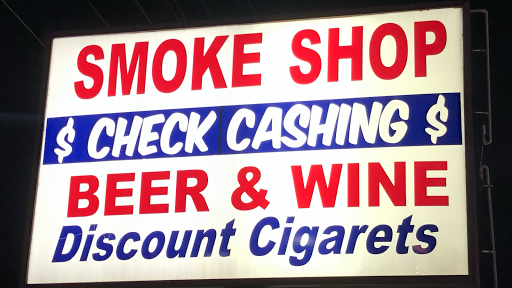 SMOKE SHOP
$ CHECK CASHING $
BEER & WINE
Discount Cigarets